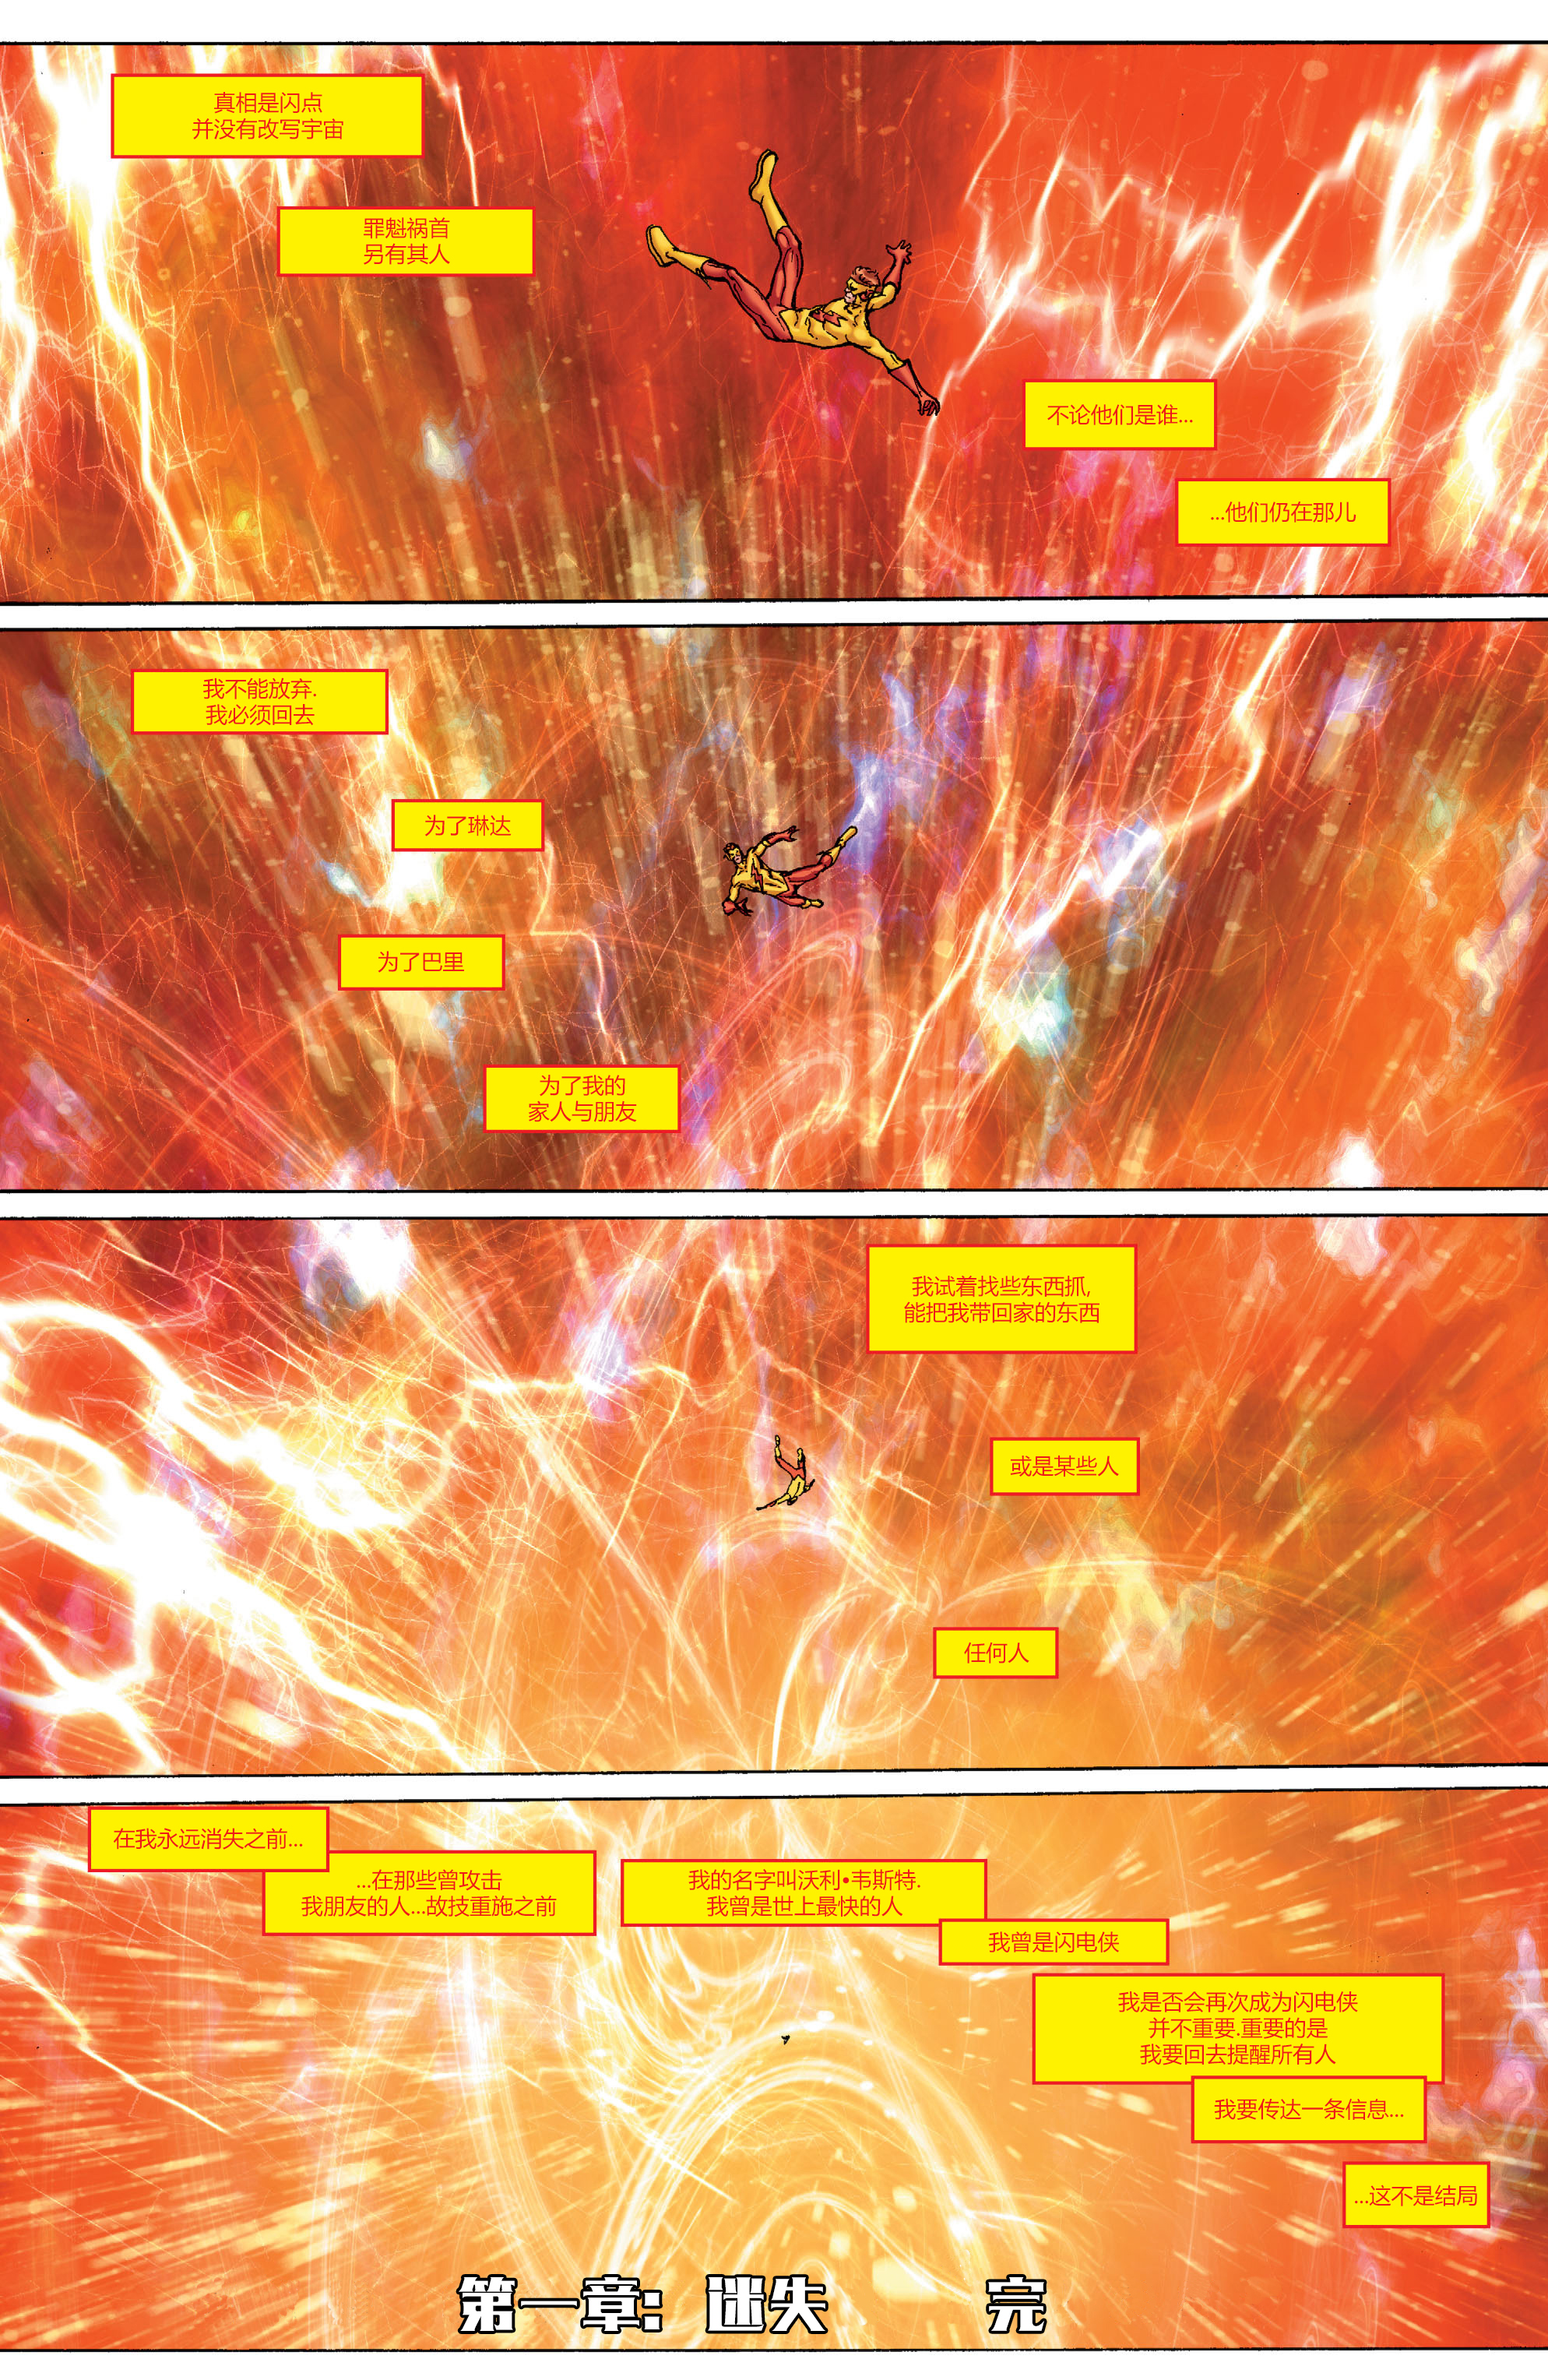 真相是闪点
并没有改写宇宙
罪魁祸首
另有其人
不论他们是谁...
...他们仍在那儿
我不能放弃.
我必须回去
为了琳达
为了巴里
为了我的
家人与朋友
我试着找些东西抓,
能把我带回家的东西
或是某些人
任何人
在我永远消失之前...
...在那些曾攻击
我朋友的人...故技重施之前
我的名字叫沃利•韦斯特.
我曾是世上最快的人
我曾是闪电侠
我是否会再次成为闪电侠
并不重要.重要的是
我要回去提醒所有人
我要传达一条信息...
...这不是结局
第一章: 迷失 完